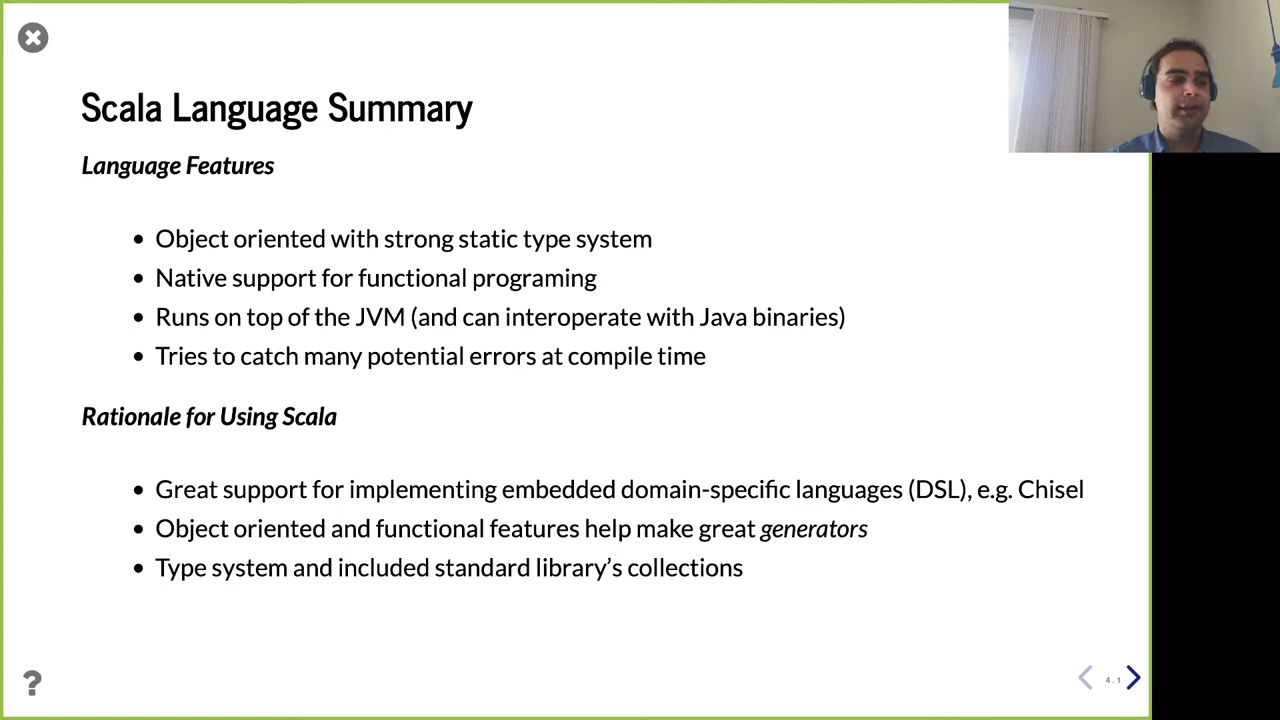 Scala Language Summary
Language Features
• Object oriented with strong static type system
• Native support for functional programing
• Runs on top of the JVM (and can interoperate with Java binaries)
• Tries to catch many potential errors at compile time
Rationale for Using Scala
• Great support for implementing embedded domain-specific languages (DSL), e.g. Chisel
• Object oriented and functional features help make great generators
• Type system and included standard library’s collections
?
4.1